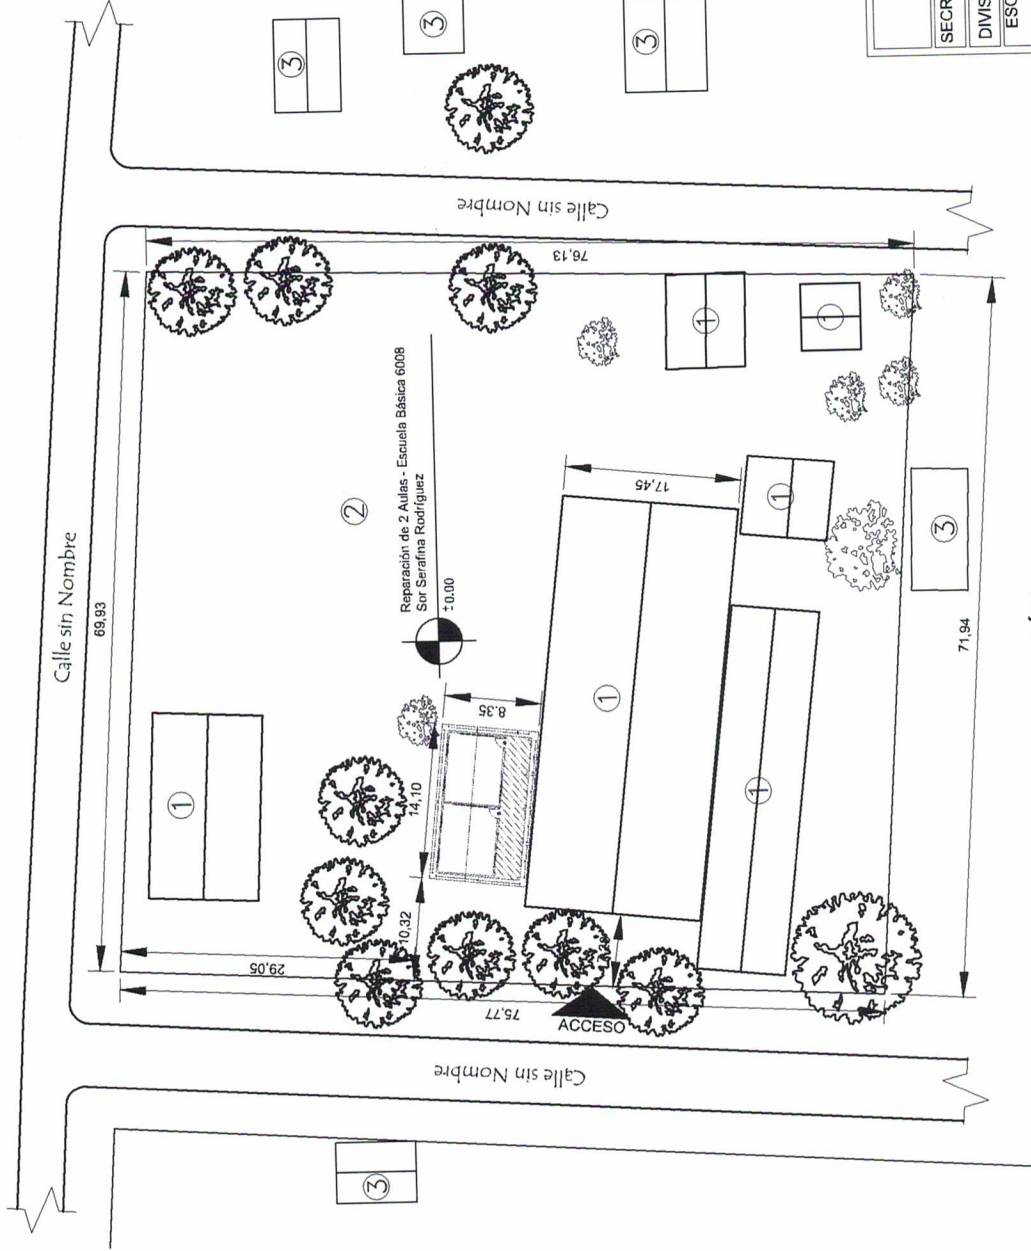 Calle sin Nombre
69,93
Calle sin Nombre
76,13
Calle sin Nombre
75,77
29,05
10,32
14,10
8.35
17,45
71,94
Reparación de 2 Aulas - Escuela Básica 6008
Sor Serafina Rodríguez
±0.00
ACCESO
1
2
1
1
1
1
1
3
3
3
3
3
SECR
DIVIS
ESC